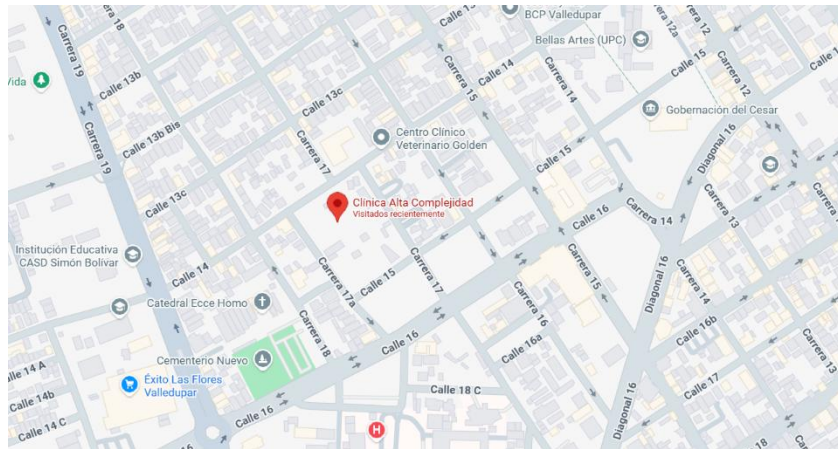 Carrera 18
Carrera 19
Calle 13b
Calle 13c
Carrera 15
Calle 14
BCP Valledupar
Bellas Artes (UPC)
Carrera 12a
Carrera 12
Calle 15
Carrera 14
Gobernación del Cesar
Vida
Calle 13b Bis
Carrera 17
Centro Clínico
Veterinario Golden
Calle 15
Carrera 19
Calle 13c
Clínica Alta Complejidad
Visitados recientemente
Diagonal 16
Calle 16
Carrera 14
Carrera 13
Institución Educativa
CASD Simón Bolívar
Calle 14
Carrera 17a
Calle 15
Carrera 17
Carrera 15
Diagonal 16
Carrera 14
Catedral Ecce Homo
Carrera 18
Carrera 16
Calle 16
Calle 16a
Calle 16b
Carrera 13
Cementerio Nuevo
Calle 14 A
Éxito Las Flores
Valledupar
Calle 14b
Calle 14 C
Calle 16
Calle 18 C
Calle 17
Diagonal 16
H
18